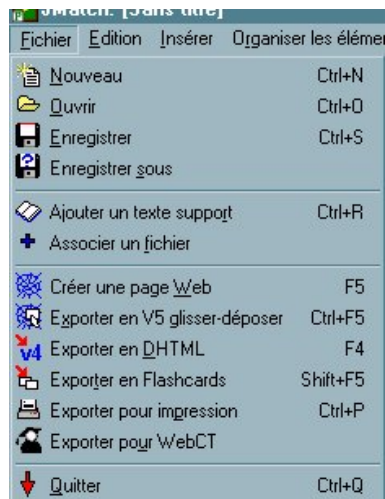 JMatch: [Sans titre]
Fichier Edition Insérer Organiser les éléme
Nouveau Ctrl+N
Ouvrir Ctrl+O
Enregistrer Ctrl+S
Enregistrer sous
Ajouter un texte support Ctrl+R
Associer un fichier
Créer une page Web F5
Exporter en V5 glisser-déposer Ctrl+F5
v4 Exporter en DHTML F4
Exporter en Flashcards Shift+F5
Exporter pour impression Ctrl+P
Exporter pour WebCT
Quitter Ctrl+Q